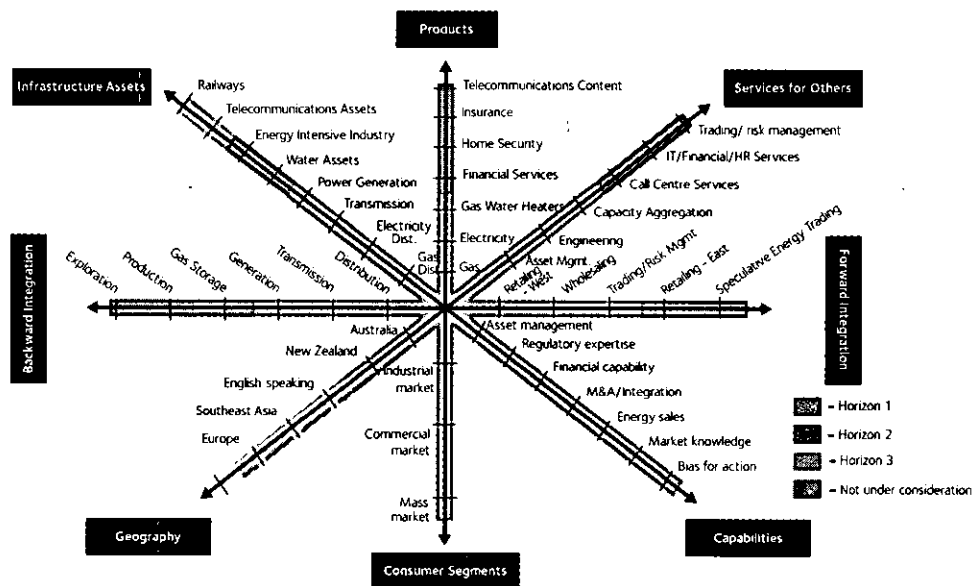 Products
Infrastructure Assets
Services for Others
Railways
Telecommunications Assets
Energy Intensive Industry
Water Assets
Power Generation
Transmission
Electricity
Dist.
Gas
Dist.
Telecommunications Content
Insurance
Home Security
Financial Services
Gas Water Heaters
Electricity
Gas
Trading/ risk management
IT/Financial/HR Services
Call Centre Services
Capacity Aggregation
Engineering
Asset Mgmt.
Backward Integration
Exploration
Production
Gas Storage
Generation
Transmission
Distribution
Retailing
- West
Wholesaling
Trading/Risk Mgmt
Retailing - East
Speculative Energy Trading
Forward Integration
Australia
New Zealand
English speaking
Southeast Asia
Europe
Industrial
market
Commercial
market
Mass
market
Asset management
Regulatory expertise
Financial capability
M&A/Integration
Energy sales
Market knowledge
Bias for action
- Horizon 1
- Horizon 2
- Horizon 3
- Not under consideration
Geography
Consumer Segments
Capabilities